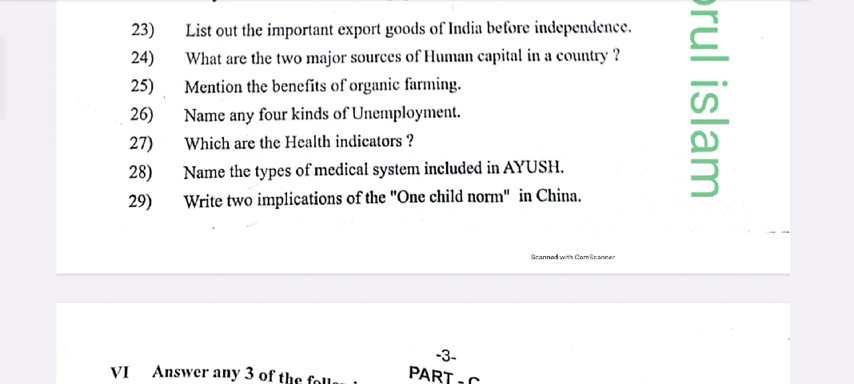 23) List out the important export goods of India before independence.
24) What are the two major sources of Human capital in a country ?
25) Mention the benefits of organic farming.
26) Name any four kinds of Unemployment.
27) Which are the Health indicators ?
28) Name the types of medical system included in AYUSH.
29) Write two implications of the "One child norm" in China.
orul islam
Scanned with CamScanner
-3-
PART - C
VI Answer any 3 of the